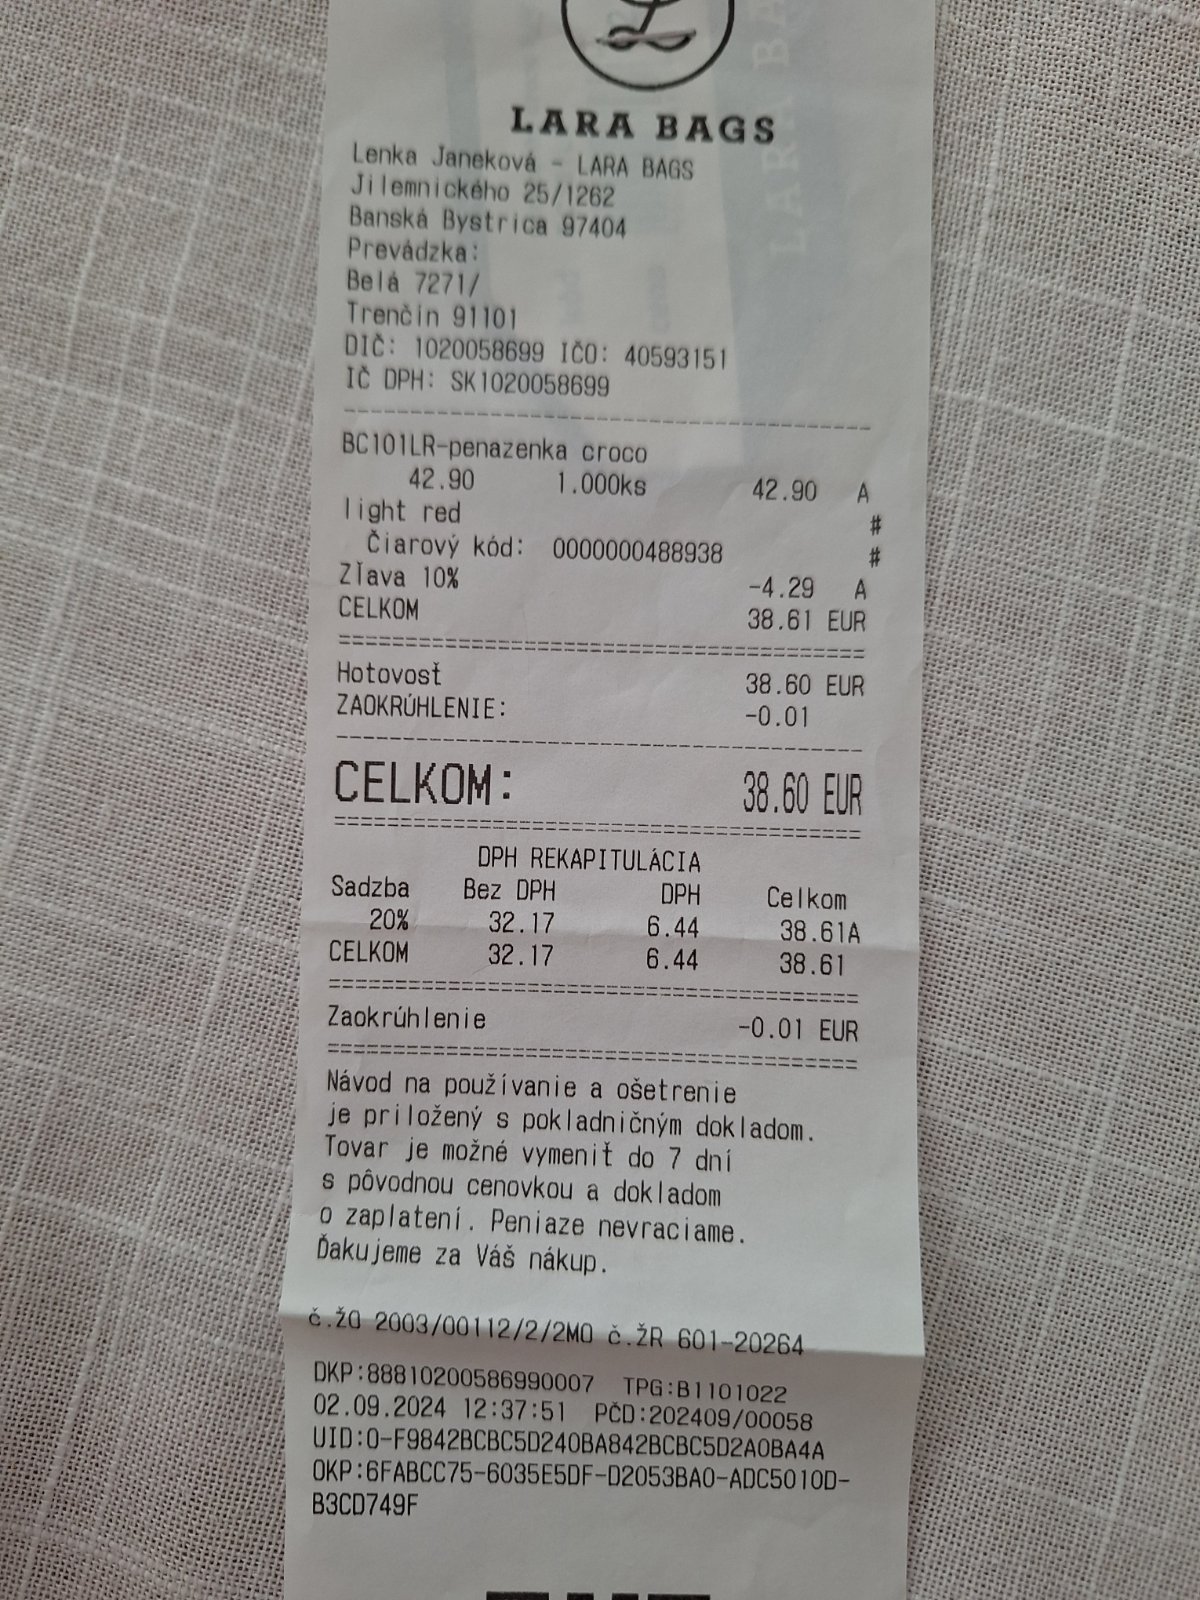 LARA BAGS
Lenka Janeková - LARA BAGS
Jilemnického 25/1262
Banská Bystrica 97404
Prevádzka:
Belá 7271/
Trenčín 91101
DIČ: 1020058699 IČO: 40593151
IČ DPH: SK1020058699
BC101LR-penazenka croco
42.90 1.000ks 42.90 A
light red #
Čiarový kód: 0000000488938 #
Zľava 10% -4.29 A
CELKOM 38.61 EUR
Hotovosť 38.60 EUR
ZAOKRÚHLENIE: -0.01
CELKOM: 38.60 EUR
DPH REKAPITULÁCIA
Sadzba Bez DPH DPH Celkom
20% 32.17 6.44 38.61A
CELKOM 32.17 6.44 38.61
Zaokrúhlenie -0.01 EUR
Návod na používanie a ošetrenie
je priložený s pokladničným dokladom.
Tovar je možné vymeniť do 7 dní
s pôvodnou cenovkou a dokladom
o zaplatení. Peniaze nevraciame.
Ďakujeme za Váš nákup.
č.ŽO 2003/00112/2/2MO č.ŽR 601-20264
DKP:88810200586990007 TPG:B1101022
02.09.2024 12:37:51 PČD:202409/00058
UID:O-F9842BCBC5D240BA842BCBC5D2A0BA4A
OKP:6FABCC75-6035E5DF-D2053BA0-ADC5010D-
B3CD749F